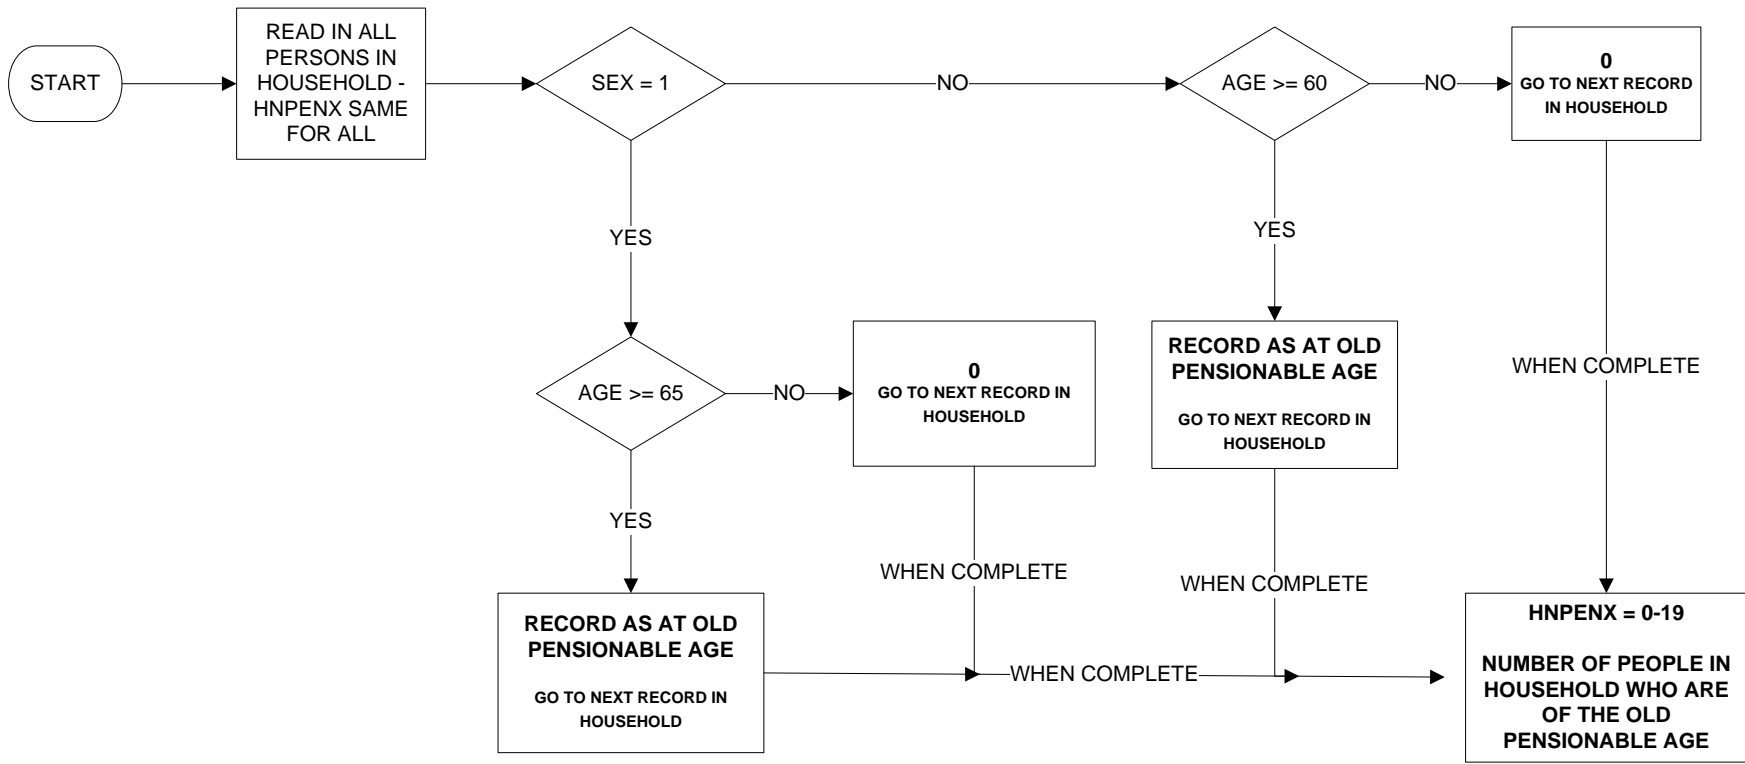 START
READ IN ALL
PERSONS IN
HOUSEHOLD -
HNPENX SAME
FOR ALL
SEX = 1
NO
AGE >= 60
NO
0
GO TO NEXT RECORD
IN HOUSEHOLD
YES
YES
WHEN COMPLETE
AGE >= 65
NO
0
GO TO NEXT RECORD IN
HOUSEHOLD
RECORD AS AT OLD
PENSIONABLE AGE
GO TO NEXT RECORD IN
HOUSEHOLD
YES
WHEN COMPLETE
WHEN COMPLETE
RECORD AS AT OLD
PENSIONABLE AGE
GO TO NEXT RECORD IN
HOUSEHOLD
WHEN COMPLETE
HNPENX = 0-19
NUMBER OF PEOPLE IN
HOUSEHOLD WHO ARE
OF THE OLD
PENSIONABLE AGE